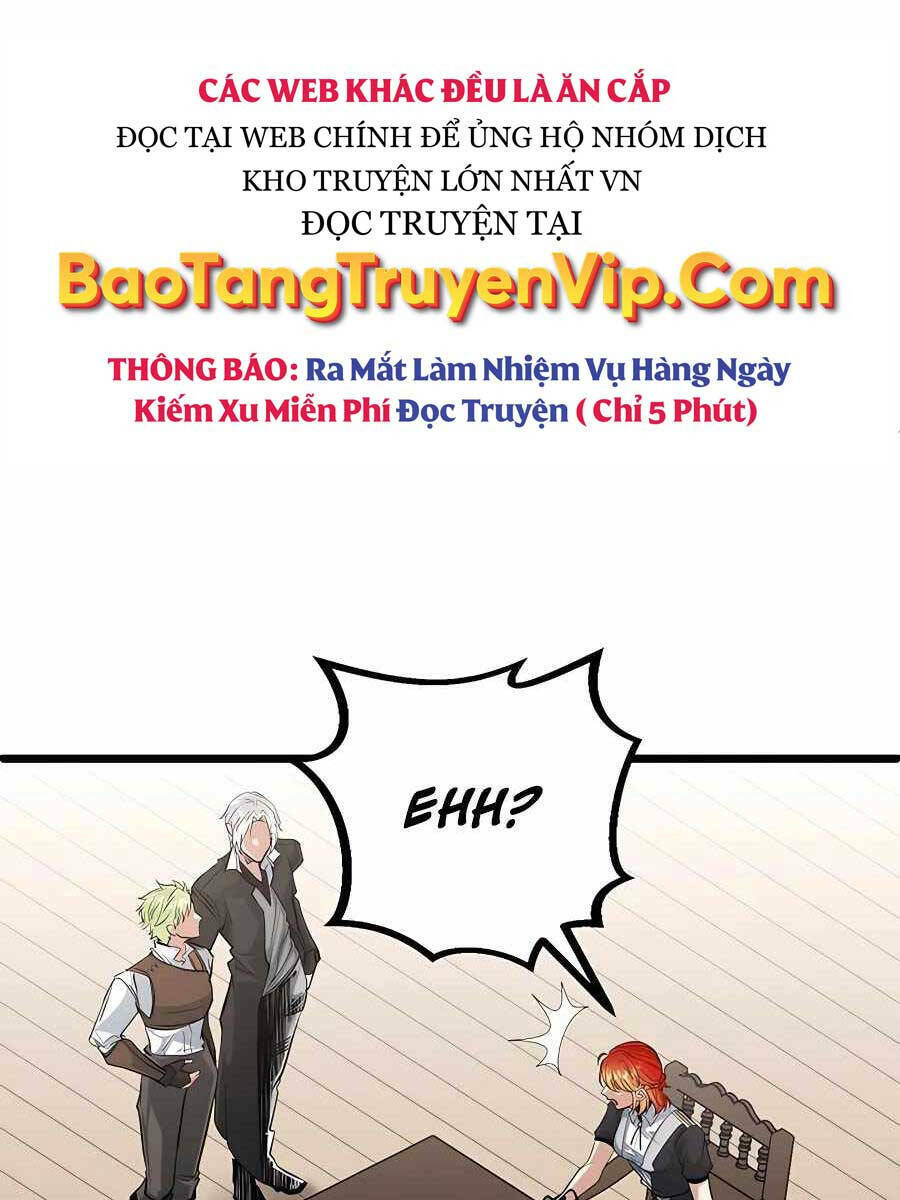 CÁC WEB KHÁC ĐỀU LÀ ĂN CẮP
ĐỌC TẠI WEB CHÍNH ĐỂ ỦNG HỘ NHÓM DỊCH
KHO TRUYỆN LỚN NHẤT VN
ĐỌC TRUYỆN TẠI
BaoTangTruyenVip.Com
THÔNG BÁO: Ra Mắt Làm Nhiệm Vụ Hàng Ngày
Kiếm Xu Miễn Phí Đọc Truyện ( Chỉ 5 Phút)
EHH?